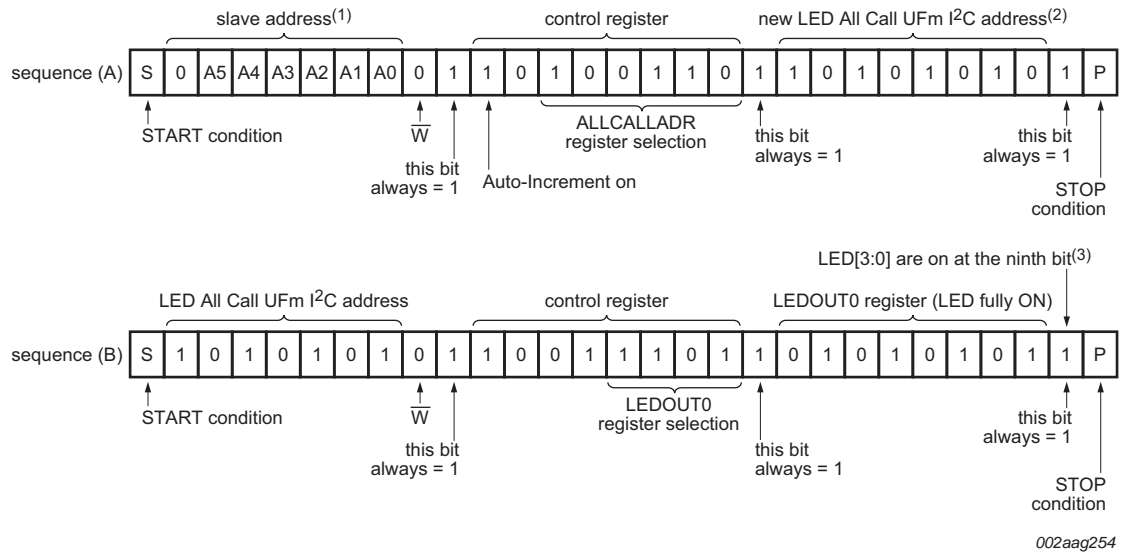 slave address(1)
control register
new LED All Call UFm I²C address(2)
sequence (A) S 0 A5 A4 A3 A2 A1 A0 0 1 1 0 1 0 0 1 1 0 1 1 0 1 0 1 0 1 0 1 P
START condition
W̅
this bit
always = 1
Auto-Increment on
ALLCALLADR
register selection
this bit
always = 1
this bit
always = 1
STOP
condition
LED[3:0] are on at the ninth bit(3)
LED All Call UFm I²C address
control register
LEDOUT0 register (LED fully ON)
sequence (B) S 1 0 1 0 1 0 1 0 1 1 0 0 1 1 1 0 1 1 0 1 0 1 0 1 0 1 1 P
START condition
W̅
this bit
always = 1
LEDOUT0
register selection
this bit
always = 1
this bit
always = 1
STOP
condition
002aag254